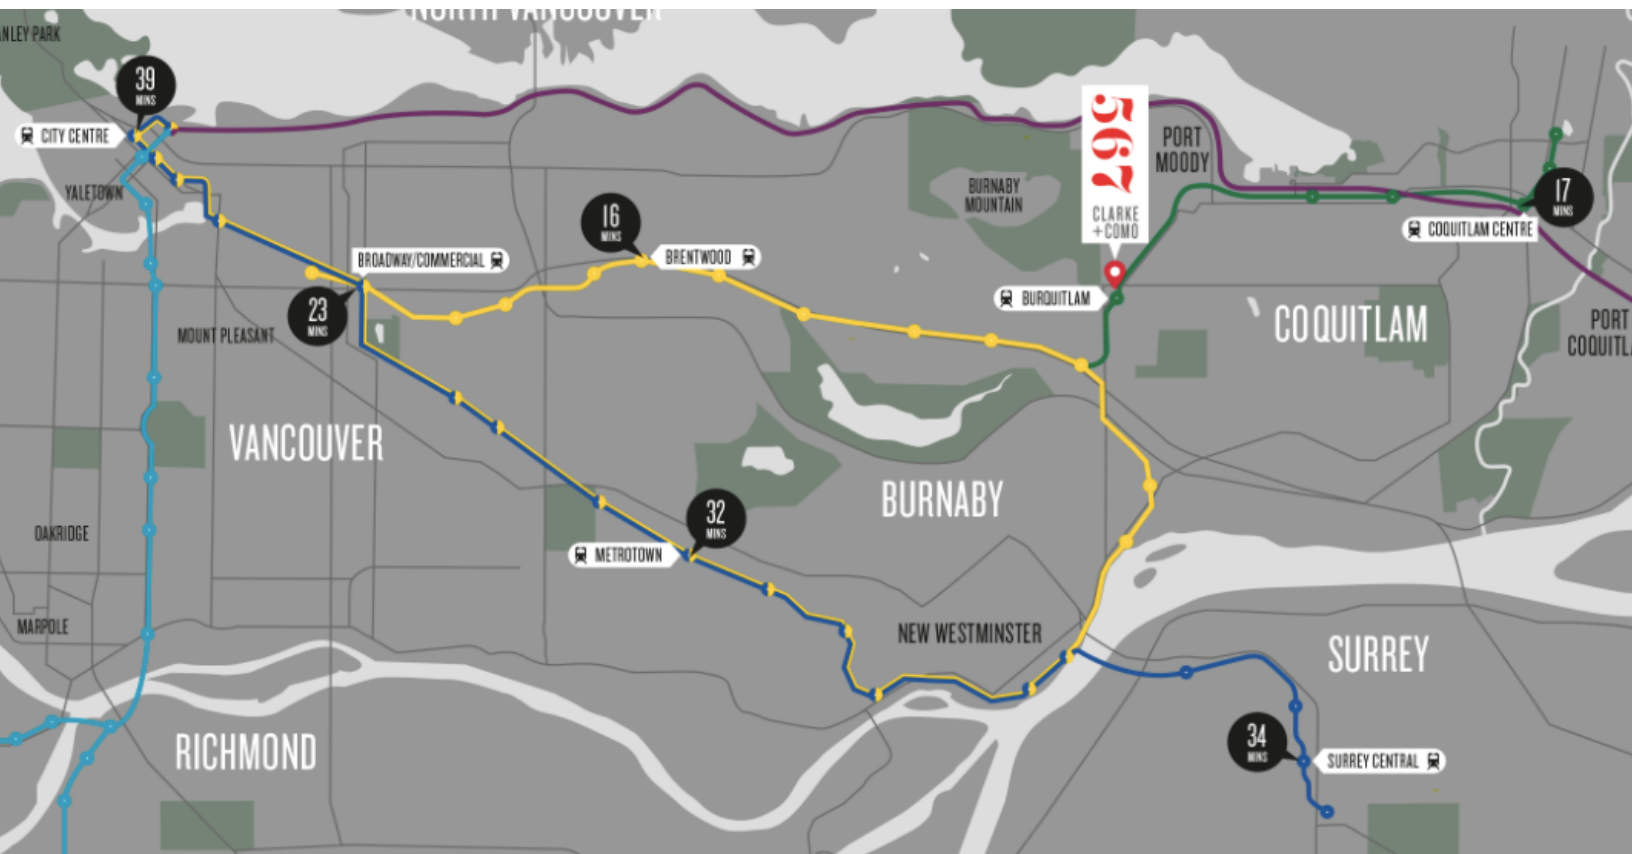 NORTH VANCOUVER
NLEY PARK
39
MINS
CITY CENTRE
YALETOWN
567
CLARKE
+COMO
PORT
MOODY
BURNABY
MOUNTAIN
17
MINS
COQUITLAM CENTRE
16
MINS
BRENTWOOD
BROADWAY/COMMERCIAL
23
MINS
BURQUITLAM
MOUNT PLEASANT
COQUITLAM
PORT
COQUITLA
VANCOUVER
BURNABY
32
MINS
METROTOWN
OAKRIDGE
MARPOLE
NEW WESTMINSTER
SURREY
RICHMOND
34
MINS
SURREY CENTRAL